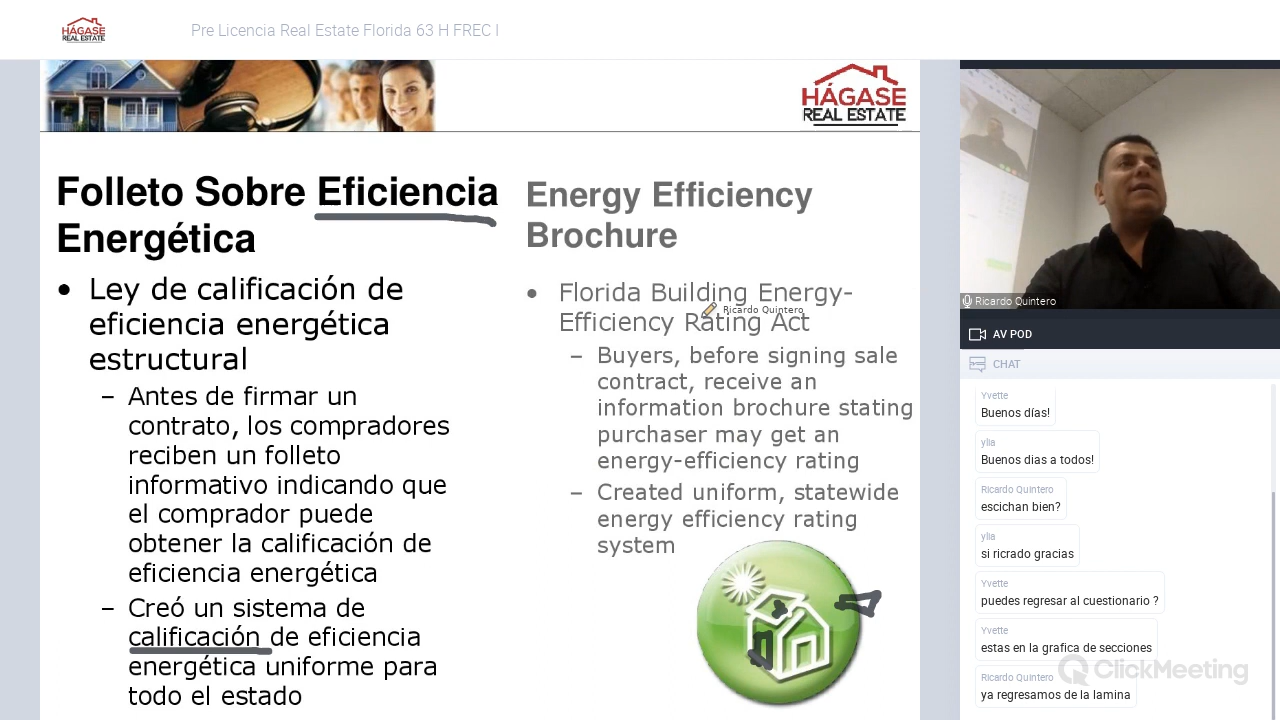 HÁGASE
REAL ESTATE
Pre Licencia Real Estate Florida 63 H FREC I
HÁGASE
REAL ESTATE
Folleto Sobre Eficiencia
Energética
• Ley de calificación de
eficiencia energética
estructural
– Antes de firmar un
contrato, los compradores
reciben un folleto
informativo indicando que
el comprador puede
obtener la calificación de
eficiencia energética
– Creó un sistema de
calificación de eficiencia
energética uniforme para
todo el estado
Energy Efficiency
Brochure
• Florida Building Energy-
Efficiency Rating Act
Ricardo Quintero
– Buyers, before signing sale
contract, receive an
information brochure stating
purchaser may get an
energy-efficiency rating
– Created uniform, statewide
energy efficiency rating
system
Ricardo Quintero
AV POD
CHAT
Yvette
Buenos días!
ylia
Buenos dias a todos!
Ricardo Quintero
escichan bien?
ylia
si ricrado gracias
Yvette
puedes regresar al cuestionario ?
Yvette
estas en la grafica de secciones
Ricardo Quintero
ya regresamos de la lamina
ClickMeeting